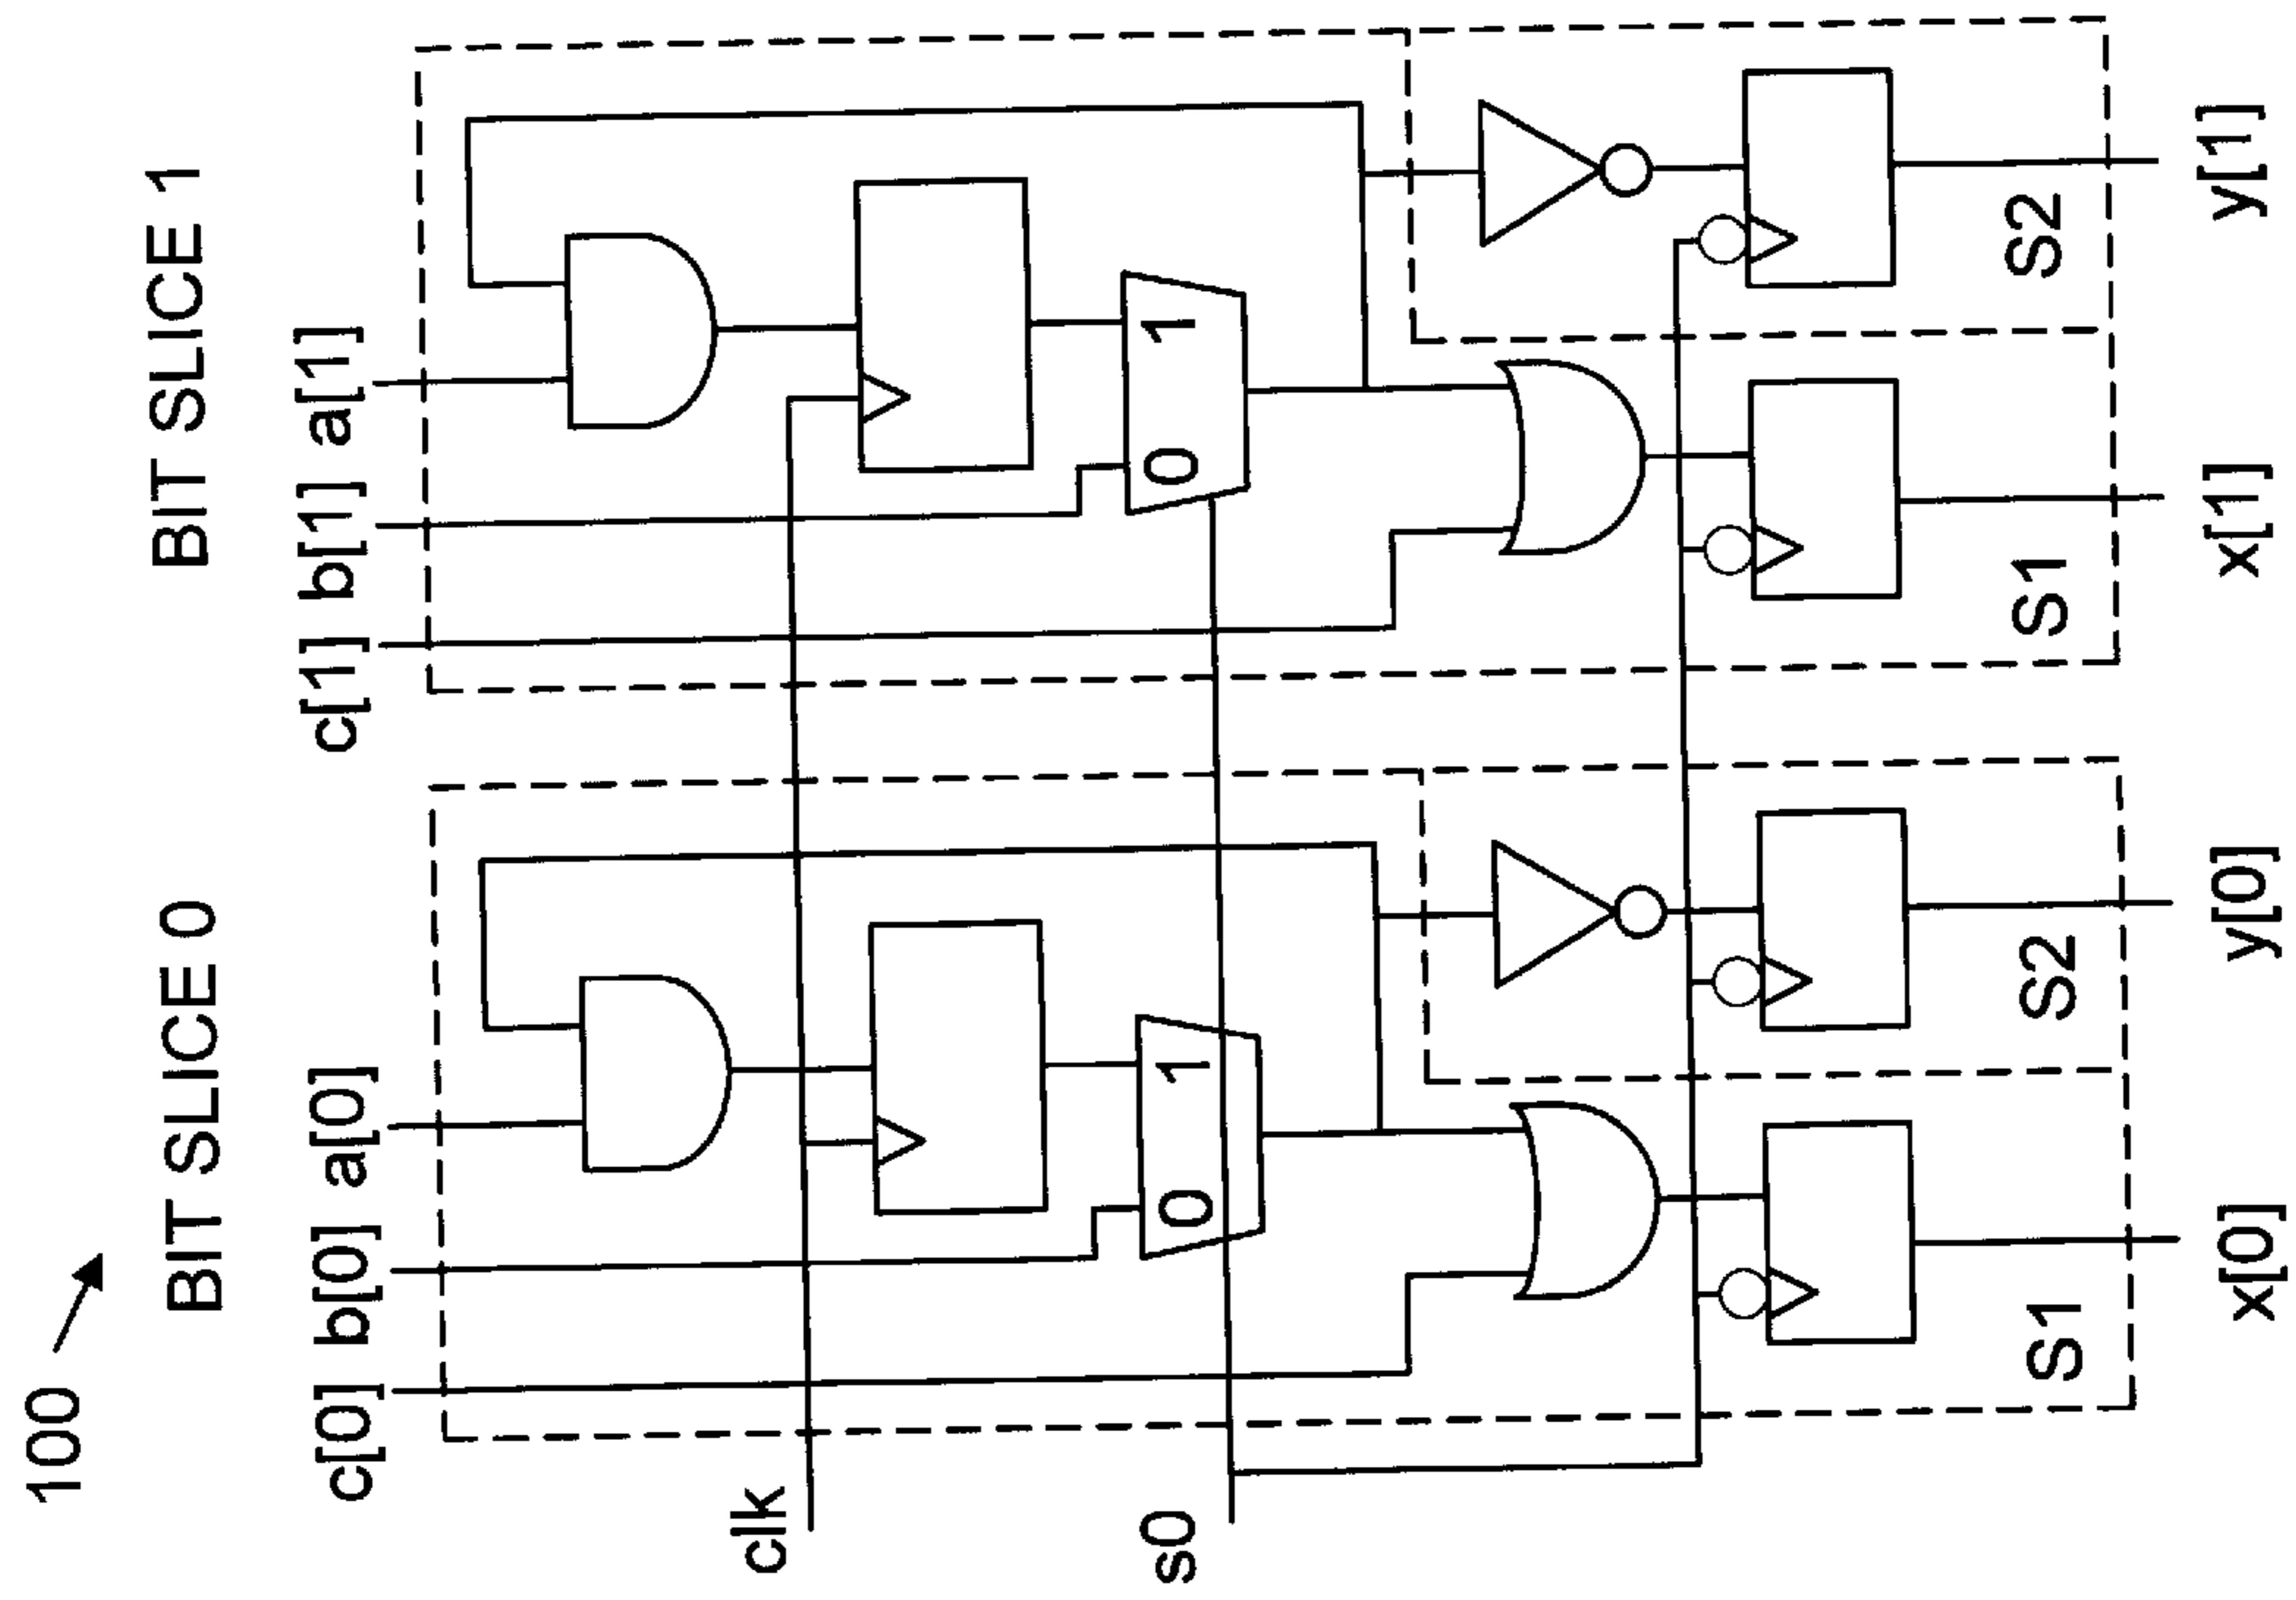 100
BIT SLICE 0
BIT SLICE 1
c[0] b[0] a[0]
c[1] b[1] a[1]
clk
0 1
0 1
s0
S1
S2
S1
S2
x[0]
y[0]
x[1]
y[1]